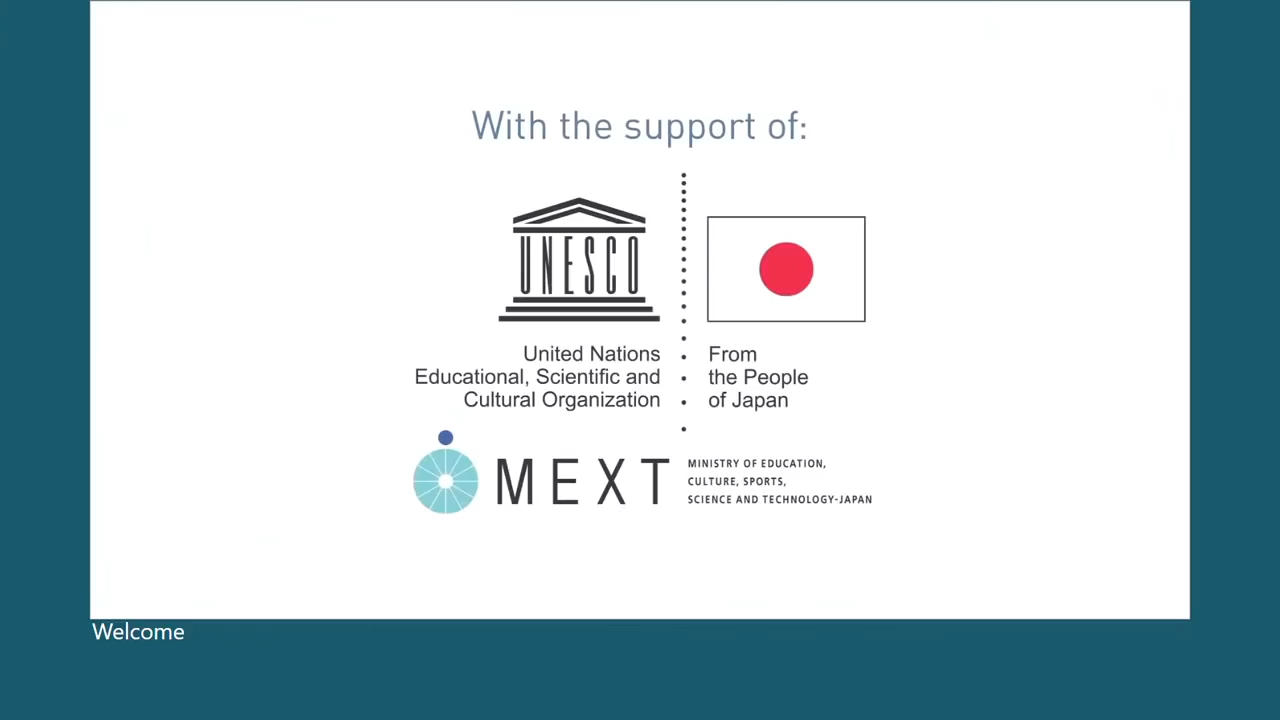 With the support of:
UNESCO
United Nations
Educational, Scientific and
Cultural Organization
From
the People
of Japan
MEXT
MINISTRY OF EDUCATION,
CULTURE, SPORTS,
SCIENCE AND TECHNOLOGY-JAPAN
Welcome